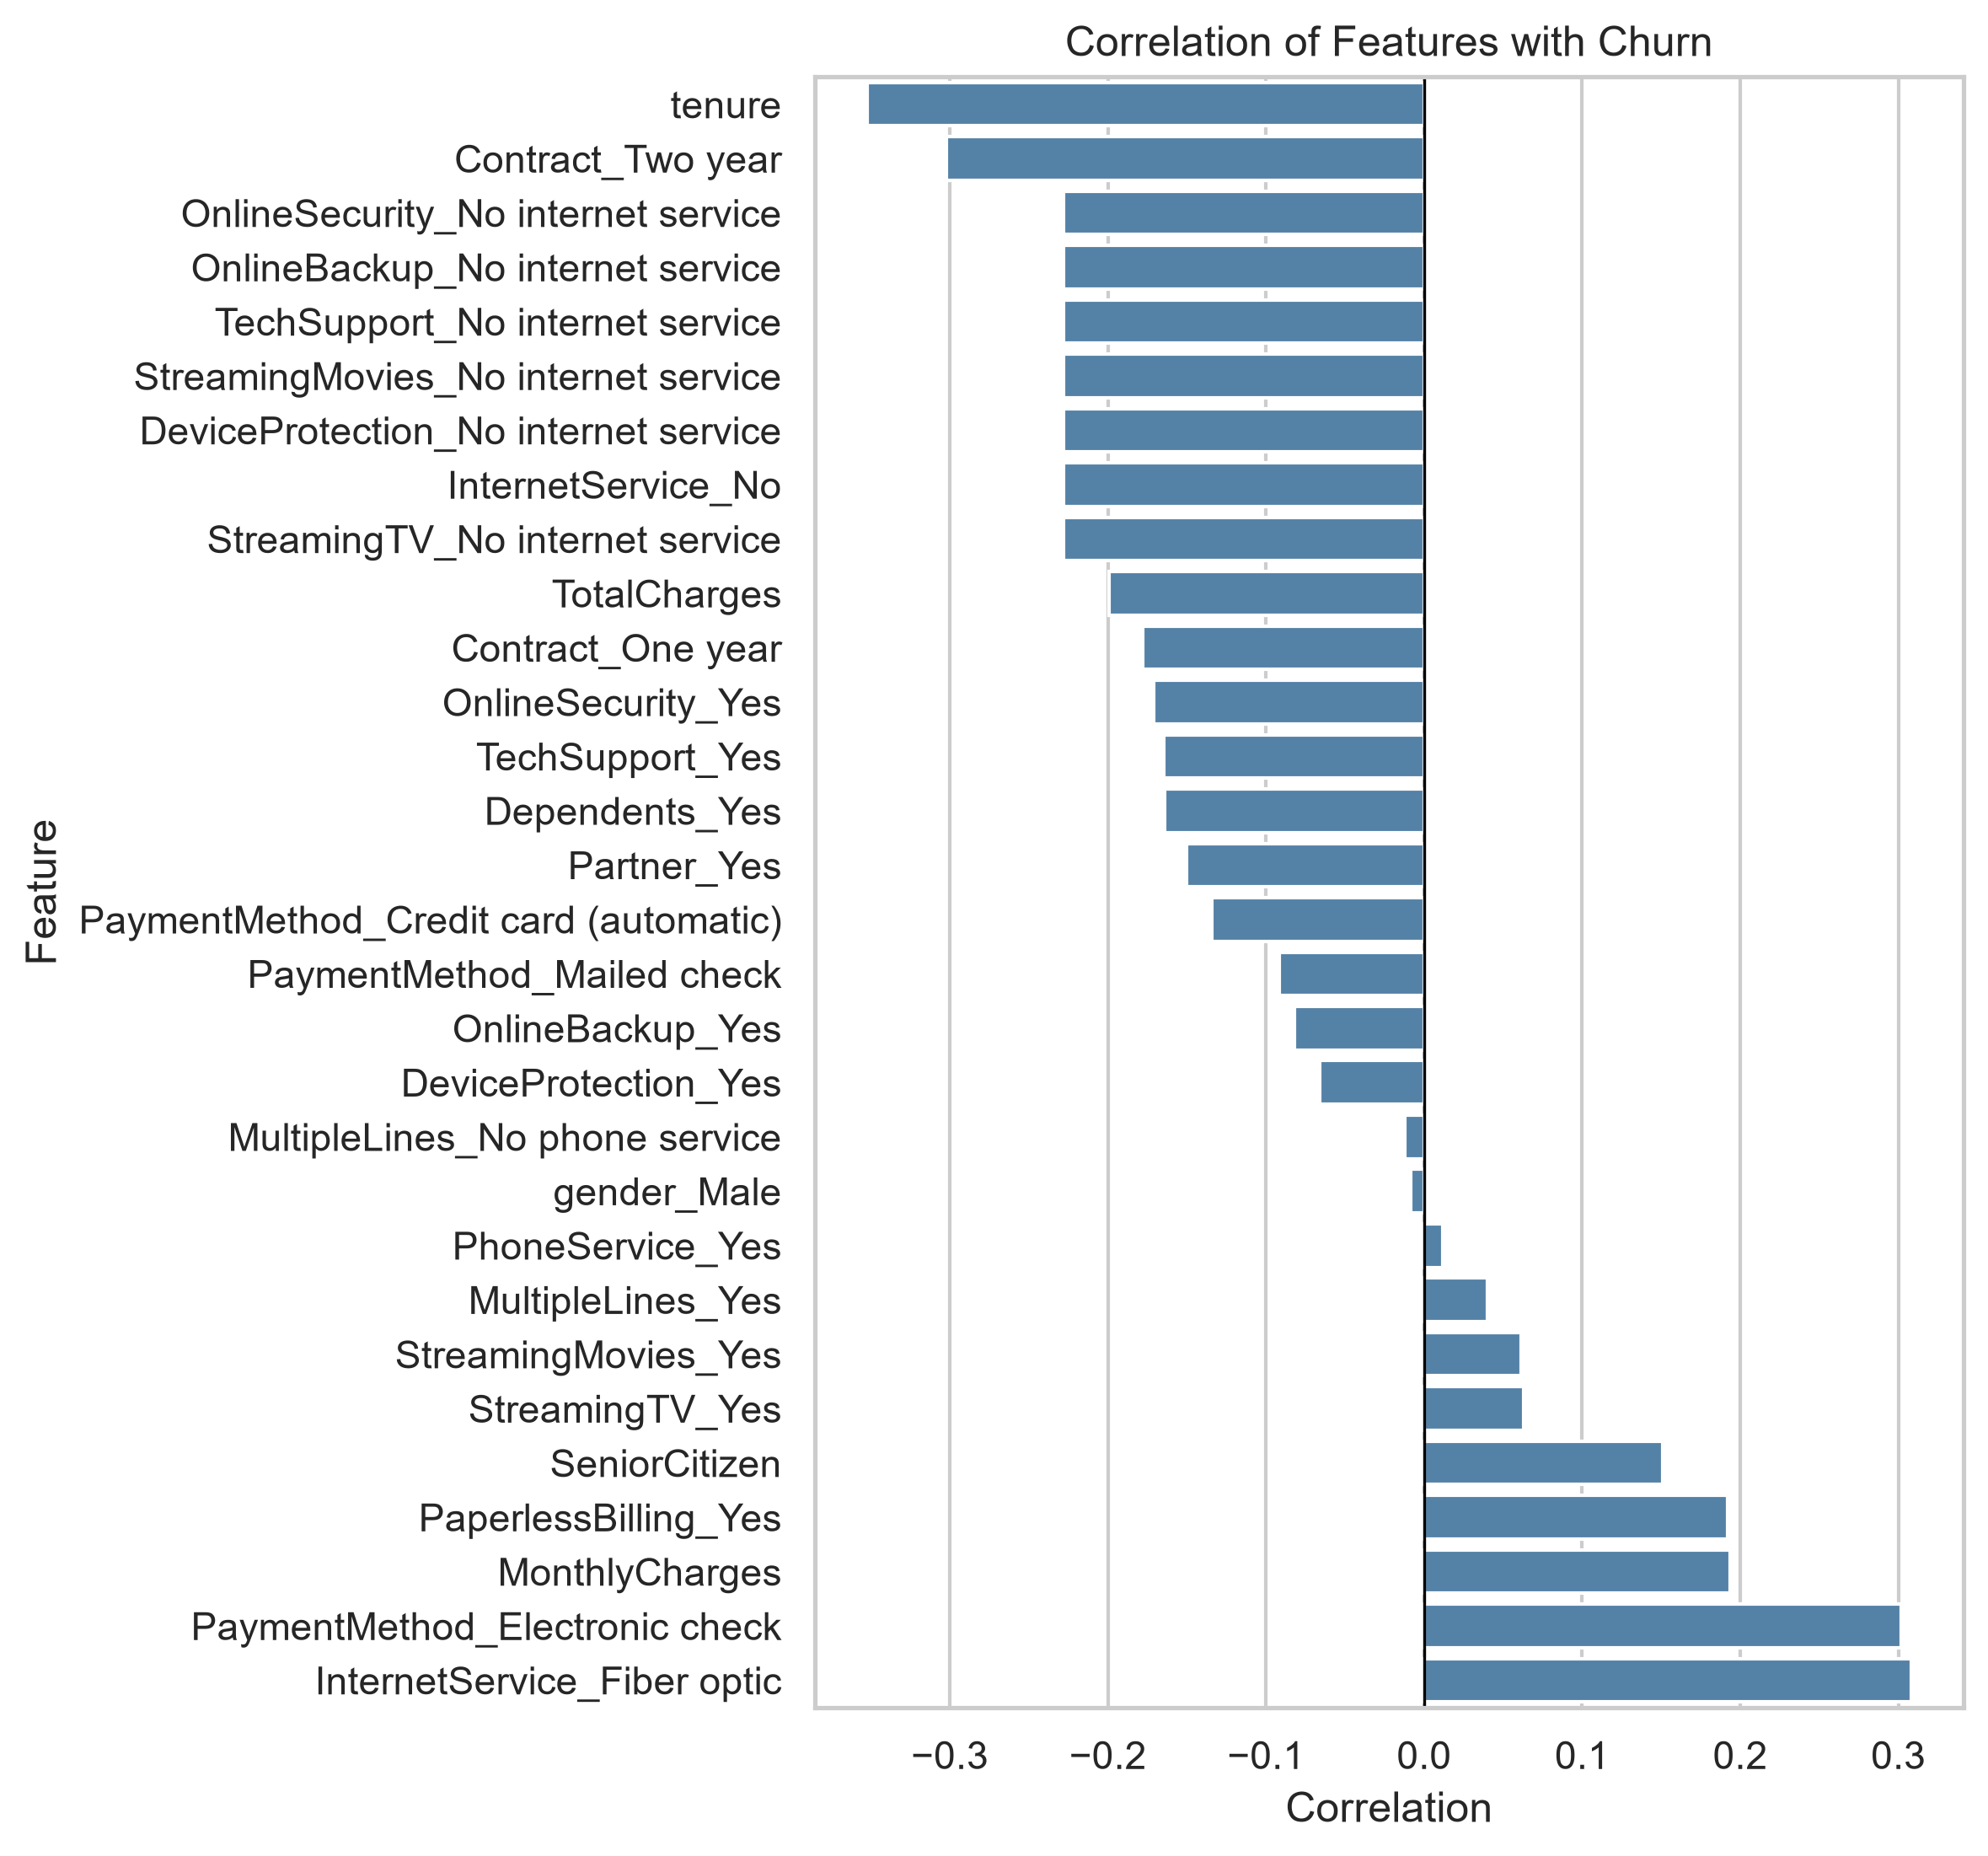 Correlation of Features with Churn
tenure
Contract_Two year
OnlineSecurity_No internet service
OnlineBackup_No internet service
TechSupport_No internet service
StreamingMovies_No internet service
DeviceProtection_No internet service
InternetService_No
StreamingTV_No internet service
TotalCharges
Contract_One year
OnlineSecurity_Yes
TechSupport_Yes
Dependents_Yes
Partner_Yes
PaymentMethod_Credit card (automatic)
PaymentMethod_Mailed check
OnlineBackup_Yes
DeviceProtection_Yes
MultipleLines_No phone service
gender_Male
PhoneService_Yes
MultipleLines_Yes
StreamingMovies_Yes
StreamingTV_Yes
SeniorCitizen
PaperlessBilling_Yes
MonthlyCharges
PaymentMethod_Electronic check
InternetService_Fiber optic
Feature
−0.3 −0.2 −0.1 0.0 0.1 0.2 0.3
Correlation